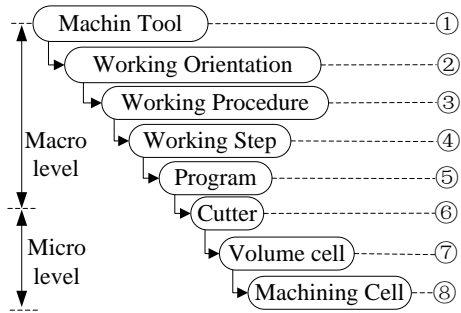 Machin Tool ①
Working Orientation ②
Working Procedure ③
Macro
level
Working Step ④
Program ⑤
Cutter ⑥
Micro
level
Volume cell ⑦
Machining Cell ⑧